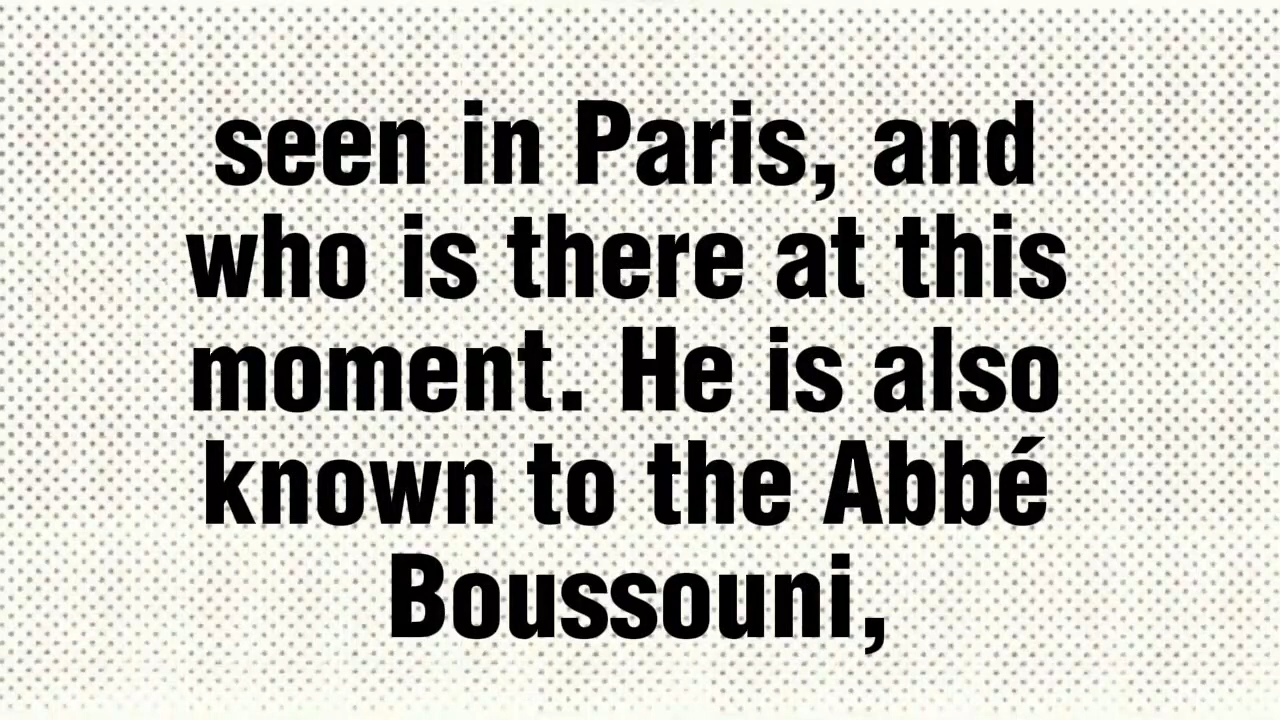 seen in Paris, and
who is there at this
moment. He is also
known to the Abbé
Boussouni,